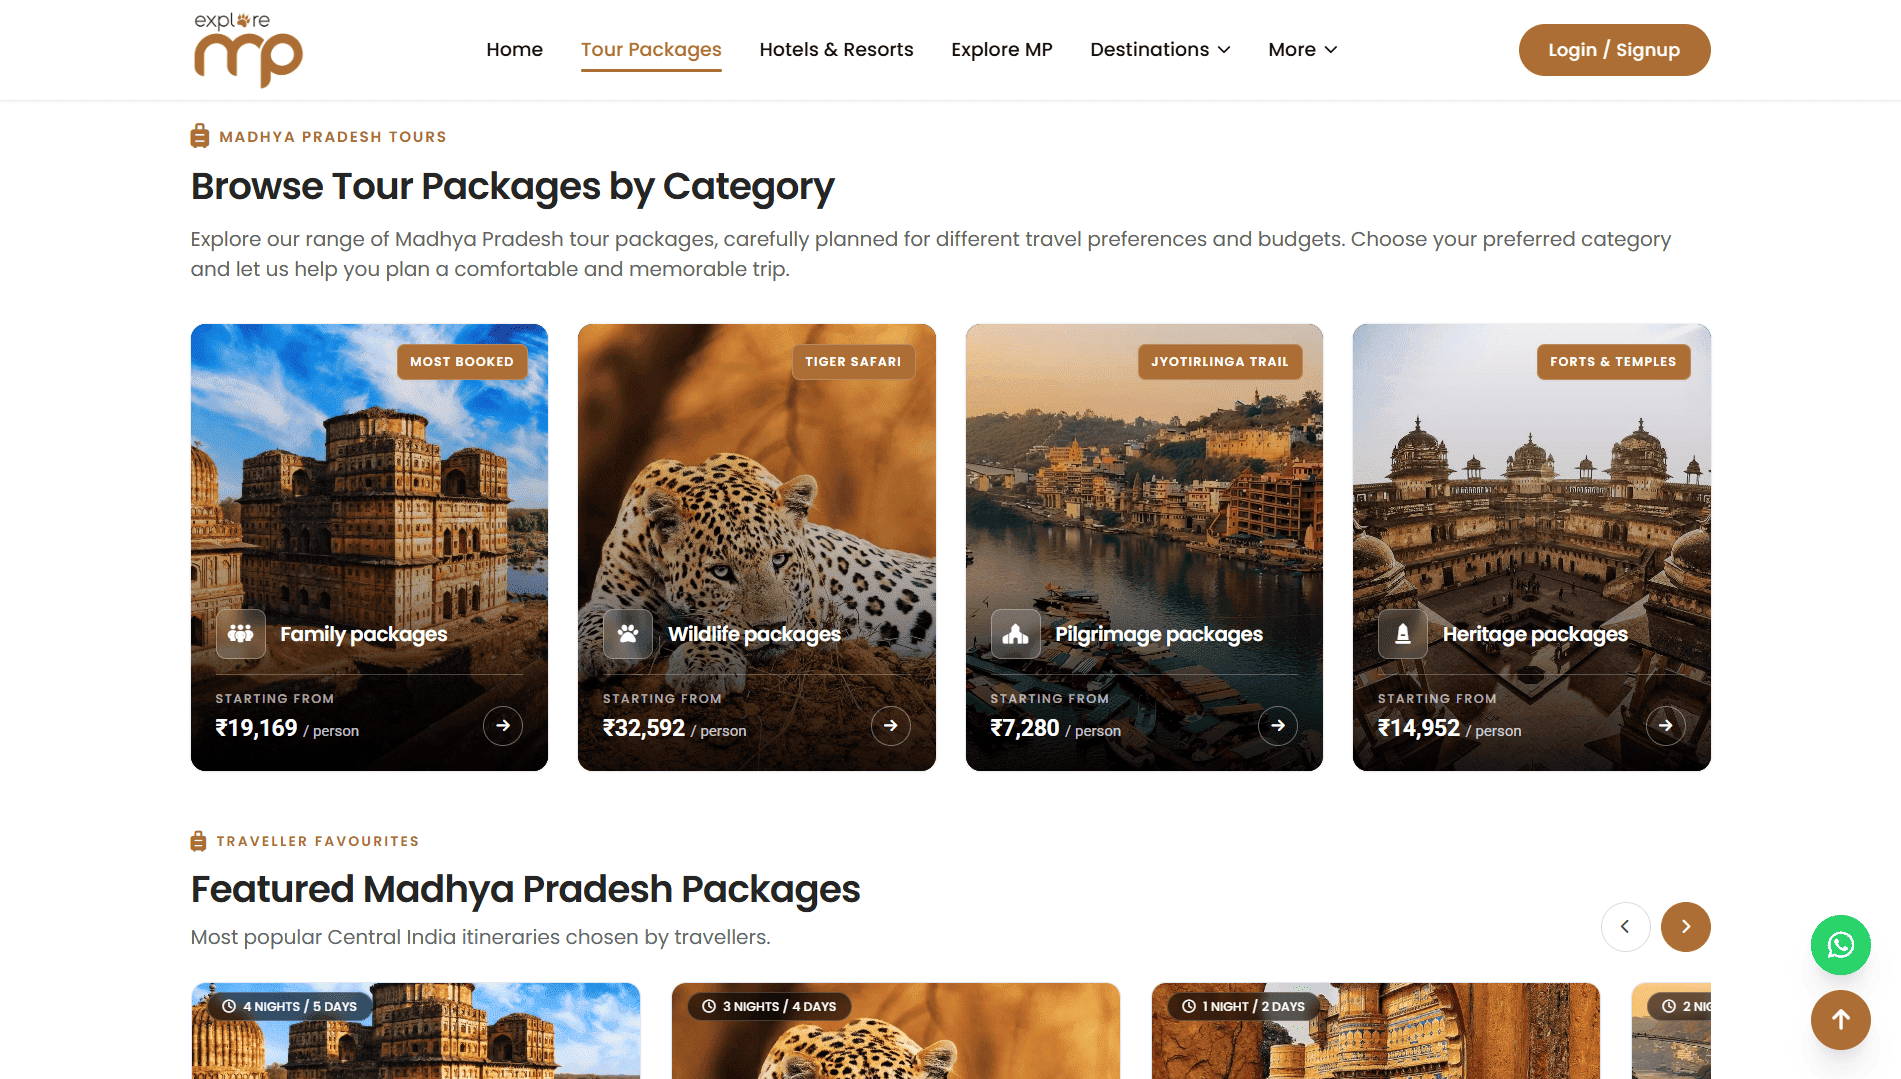 explore
mp
Home
Tour Packages
Hotels & Resorts
Explore MP
Destinations
More
Login / Signup
MADHYA PRADESH TOURS
Browse Tour Packages by Category
Explore our range of Madhya Pradesh tour packages, carefully planned for different travel preferences and budgets. Choose your preferred category
and let us help you plan a comfortable and memorable trip.
MOST BOOKED
Family packages
STARTING FROM
₹19,169 / person
TIGER SAFARI
Wildlife packages
STARTING FROM
₹32,592 / person
JYOTIRLINGA TRAIL
Pilgrimage packages
STARTING FROM
₹7,280 / person
FORTS & TEMPLES
Heritage packages
STARTING FROM
₹14,952 / person
TRAVELLER FAVOURITES
Featured Madhya Pradesh Packages
Most popular Central India itineraries chosen by travellers.
4 NIGHTS / 5 DAYS
3 NIGHTS / 4 DAYS
1 NIGHT / 2 DAYS
2 NIG